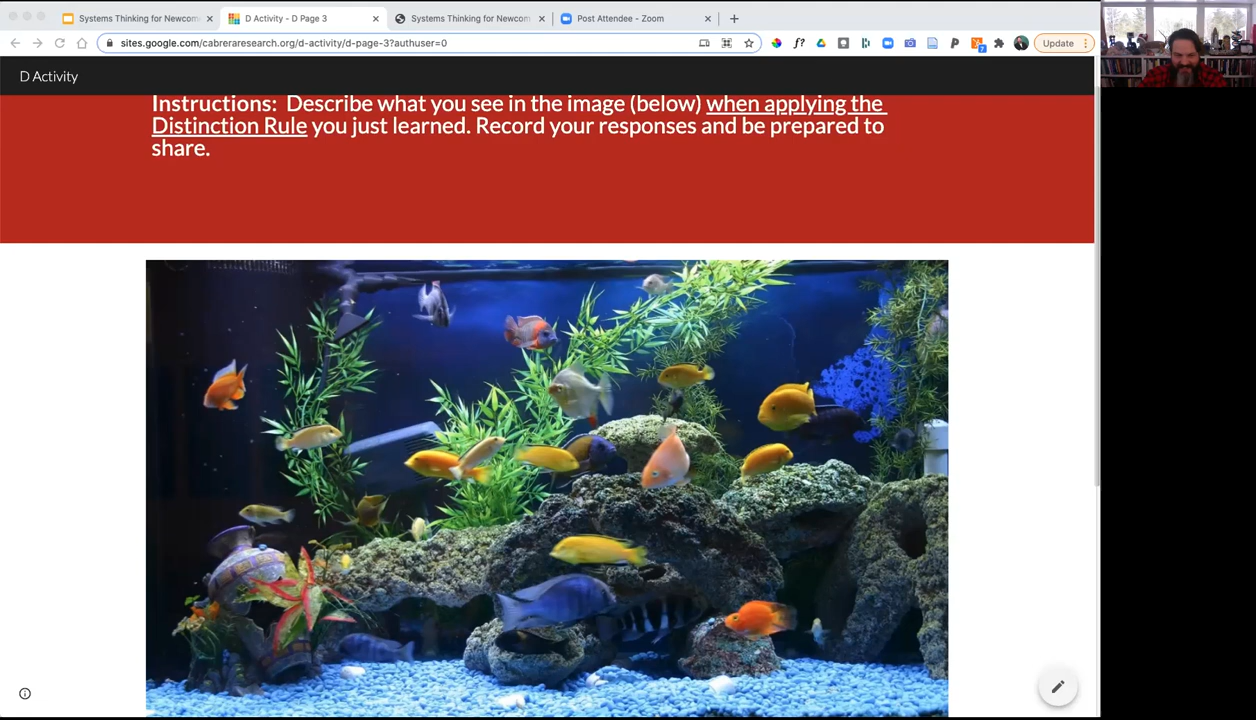 Systems Thinking for Newcom
D Activity - D Page 3
Systems Thinking for Newcom
Post Attendee - Zoom
sites.google.com/cabreraresearch.org/d-activity/d-page-3?authuser=0
f?
7
Update
D Activity
Instructions: Describe what you see in the image (below) when applying the
Distinction Rule you just learned. Record your responses and be prepared to
share.